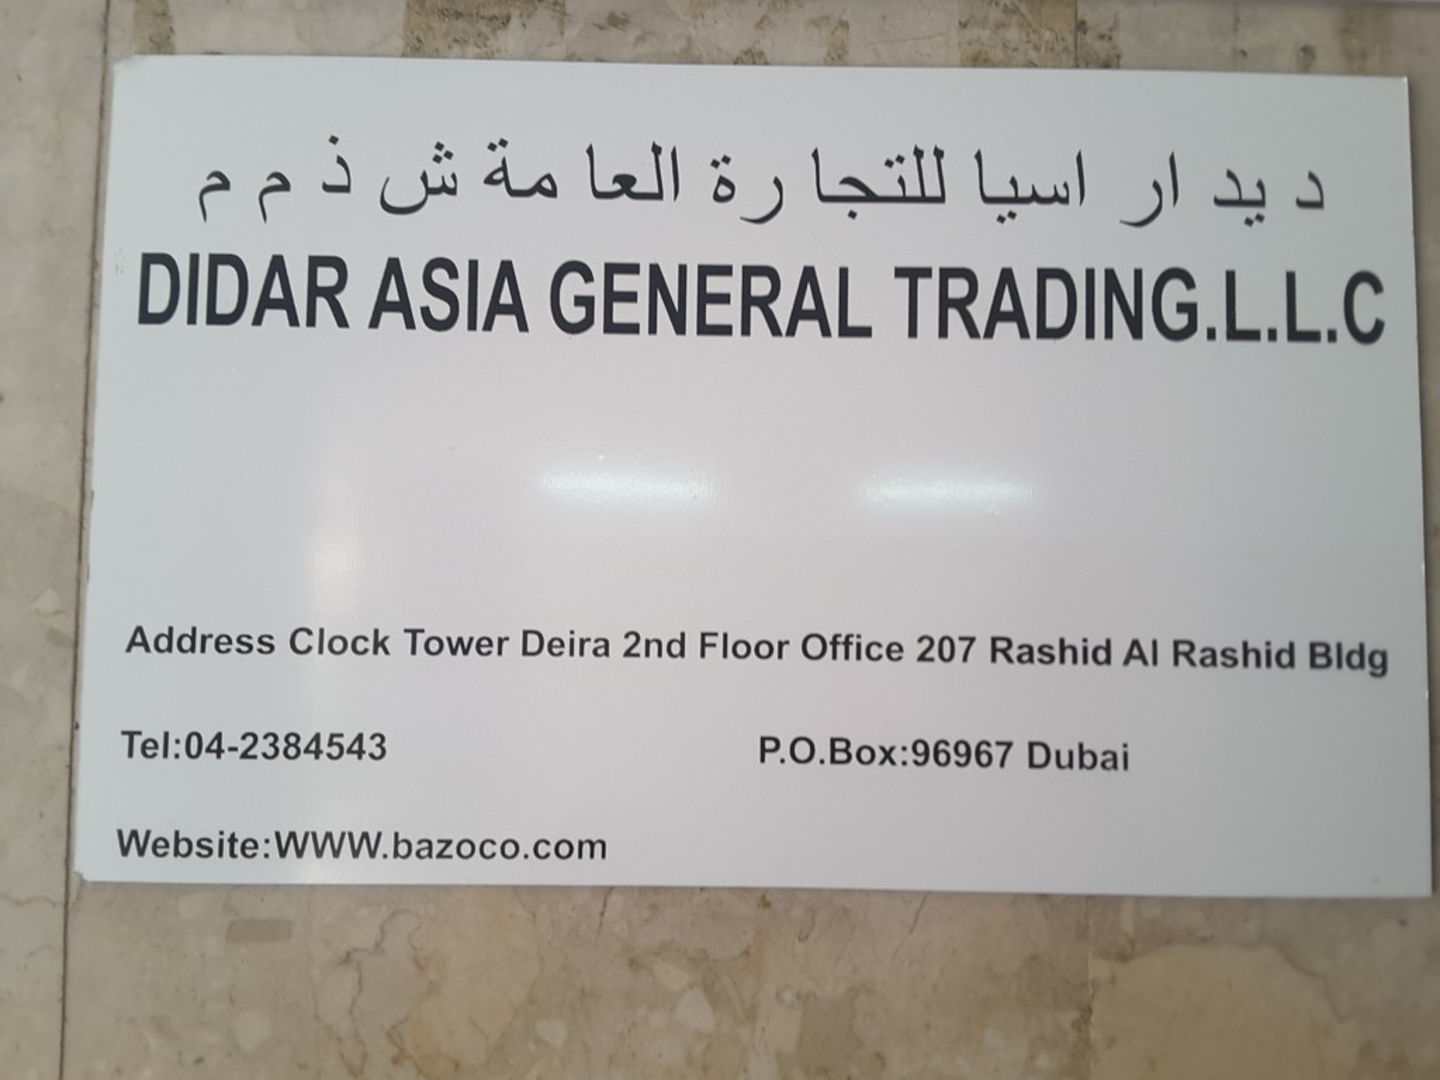 ديدار اسيا للتجارة العامة ش ذ م م
DIDAR ASIA GENERAL TRADING.L.L.C
Address Clock Tower Deira 2nd Floor Office 207 Rashid Al Rashid Bldg
Tel:04-2384543 P.O.Box:96967 Dubai
Website:WWW.bazoco.com